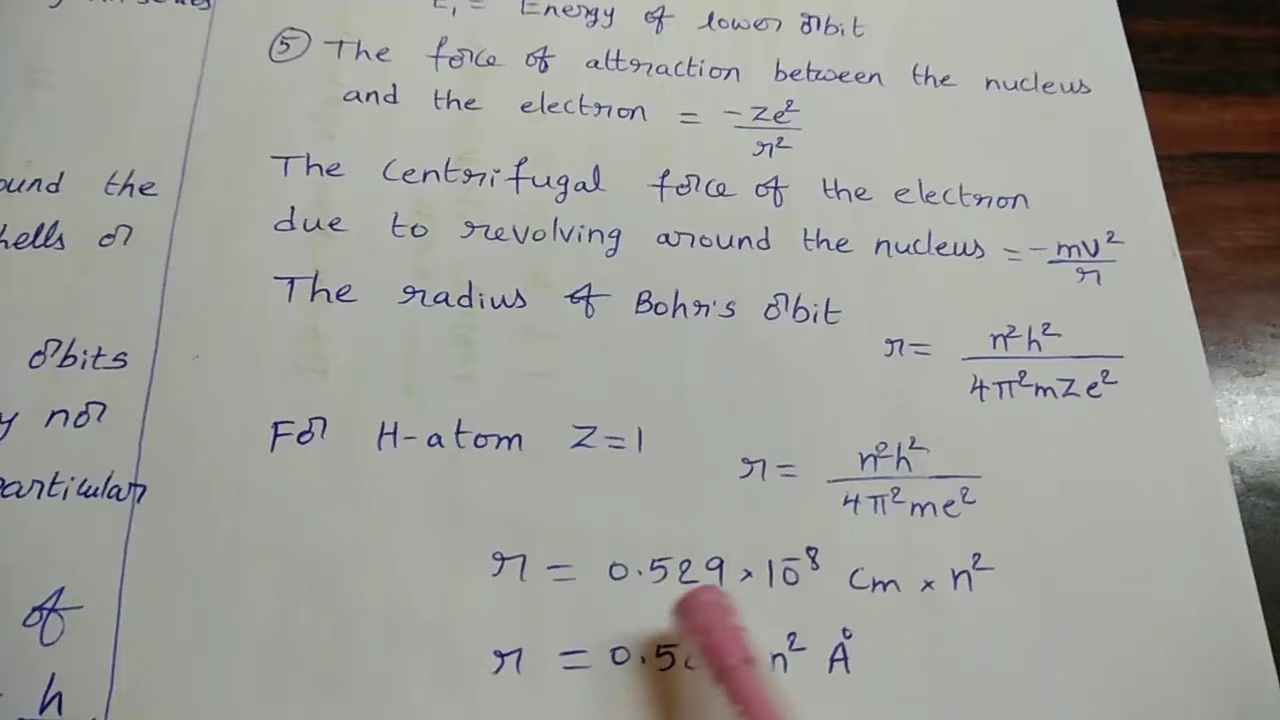 E₁ = Energy of lower orbit
⑤ The force of attraction between the nucleus
and the electron = -Ze²/r²
The centrifugal force of the electron
due to revolving around the nucleus = -mv²/r
The radius of Bohr's orbit
r = n²h²/4π²mZe²
For H-atom Z=1
r = n²h²/4π²me²
r = 0.529 × 10⁻⁸ cm × n²
r = 0.5 n² Å
ound the
hells or
orbits
y nor
articular
of
h